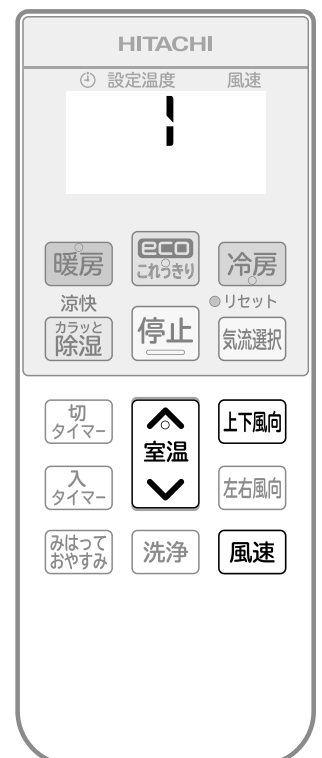 HITACHI
設定温度 風速
1
暖房 eco これっきり 冷房
涼快 リセット
カラッと
除湿 停止 気流選択
切
タイマー 室温 上下風向
入
タイマー 左右風向
みはって
おやすみ 洗浄 風速